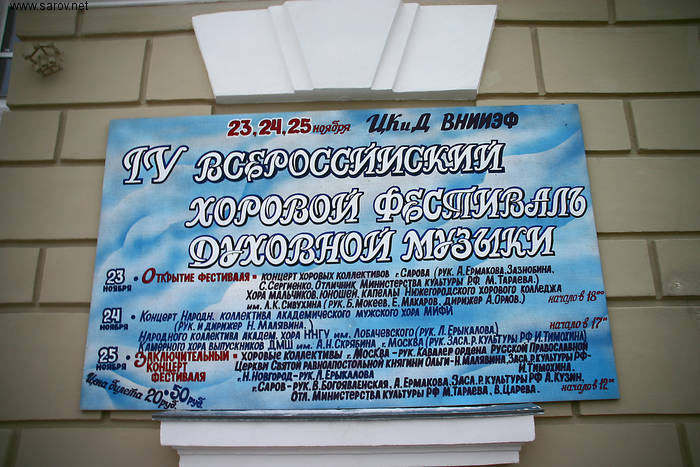 www.sarov.net
23, 24, 25 ноября ЦКиД ВНИИЭФ
IV ВСЕРОССИЙСКИЙ
ХОРОВОЙ ФЕСТИВАЛЬ
ДУХОВНОЙ МУЗЫКИ
23 ноября • Открытие фестиваля • концерт хоровых коллективов г. Сарова (рук. А. Ермакова, Зазнобина,
С. Сергиенко, Отличник Министерства культуры РФ М. Тараева.)
Хора мальчиков, юношей, капеллы Нижегородского хорового колледжа
им. А.К. Сивухина (рук. Б. Мокеев, Е. Макаров, дирижер А. Ормов.) начало в 18 00
24 ноября • Концерт Народн. коллектива академического мужского хора МИФИ
(рук. и дирижер Н. Малявина,
Народного коллектива академ. хора ННГУ им. Лобачевского (рук. Л. Ерыкалова) начало в 17 00
Камерного хора выпускников ДМШ им. А.Н. Скрябина г. Москва (рук. Засл. р. культуры РФ И. Тимохина)
25 ноября • Заключительный концерт фестиваля • хоровые коллективы г. Москва - рук. Кавалер ордена Русской Православной
Церкви Святой равноапостольной княгини Ольги - Н. Малявина, Засл. р. культуры РФ -
И. Тимохина.
г. Н. Новгород - рук. Л. Ерыкалова
г. Саров - рук. В. Богоявленская, А. Ермакова, Засл. р. культуры РФ А. Кузин,
Отл. Министерства культуры РФ М. Тараева, В. Царева. начало в 12 00
Цена билета 20 и 50 руб. руб.